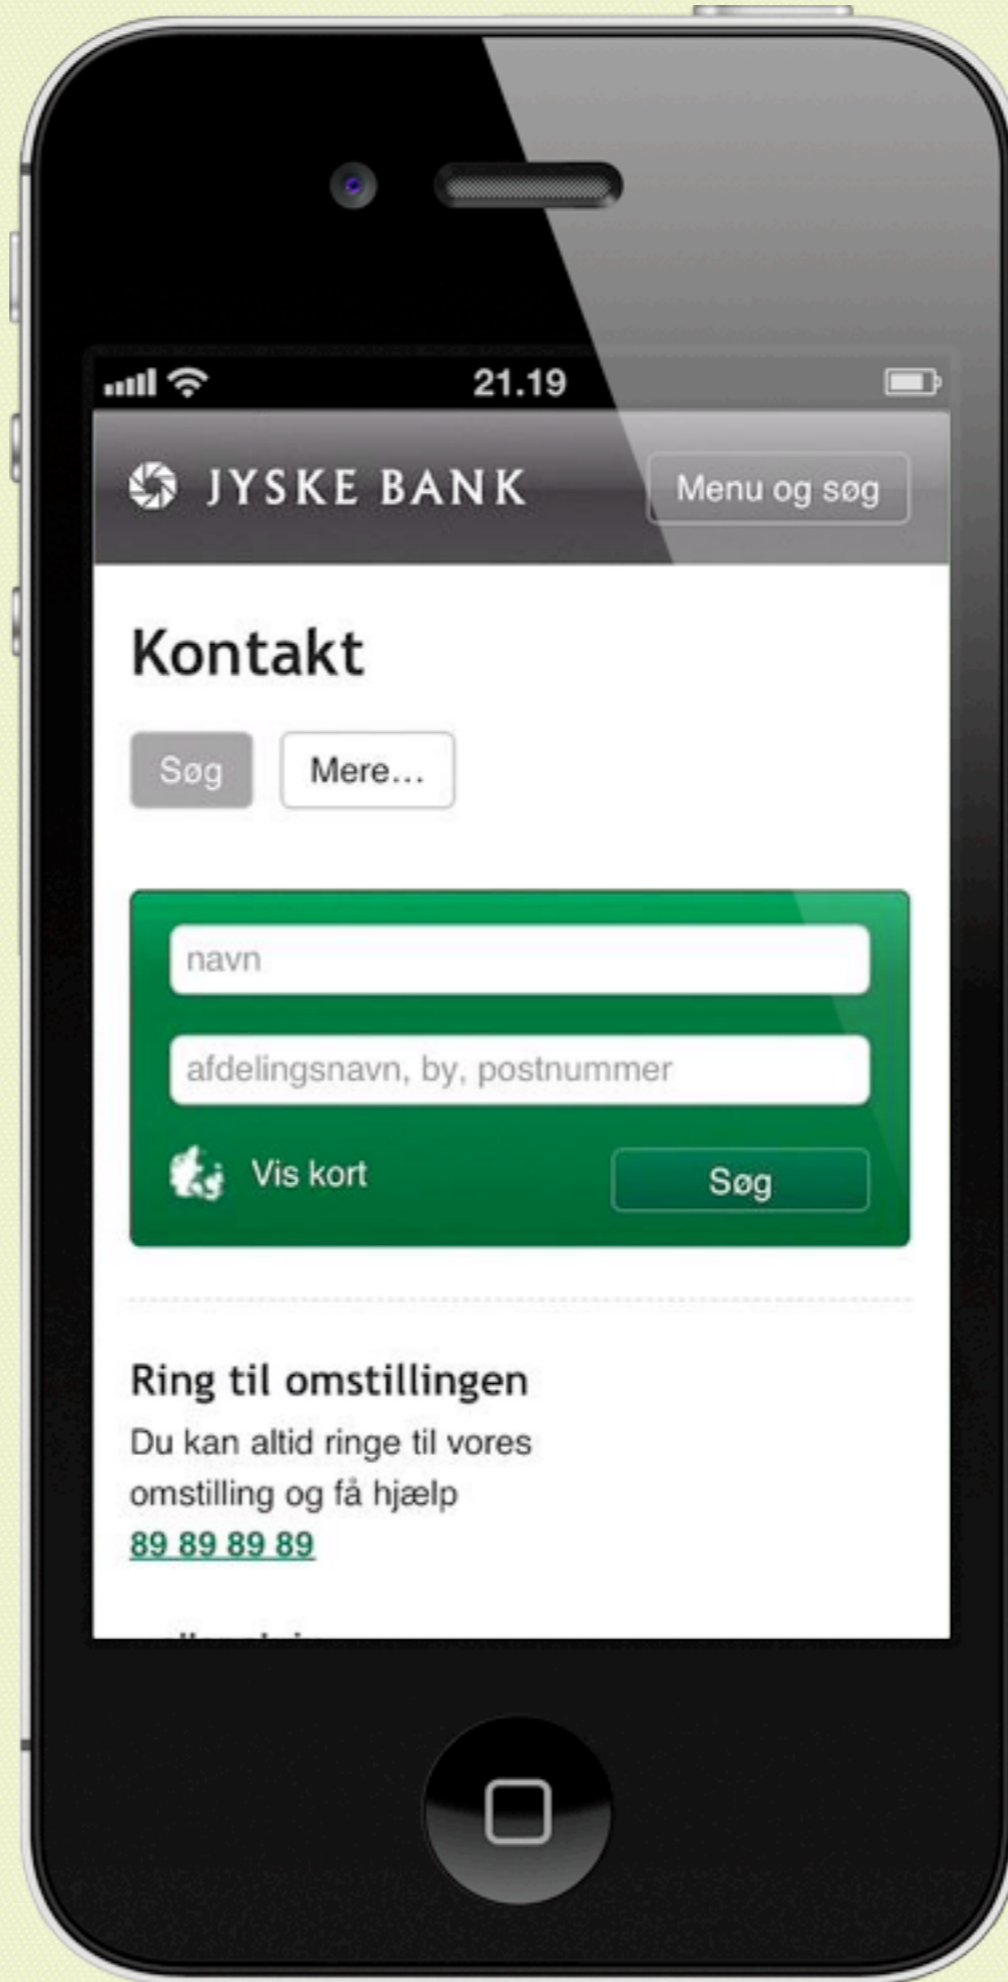 21.19
JYSKE BANK
Menu og søg
Kontakt
Søg
Mere...
navn
afdelingsnavn, by, postnummer
Vis kort
Søg
Ring til omstillingen
Du kan altid ringe til vores
omstilling og få hjælp
89 89 89 89